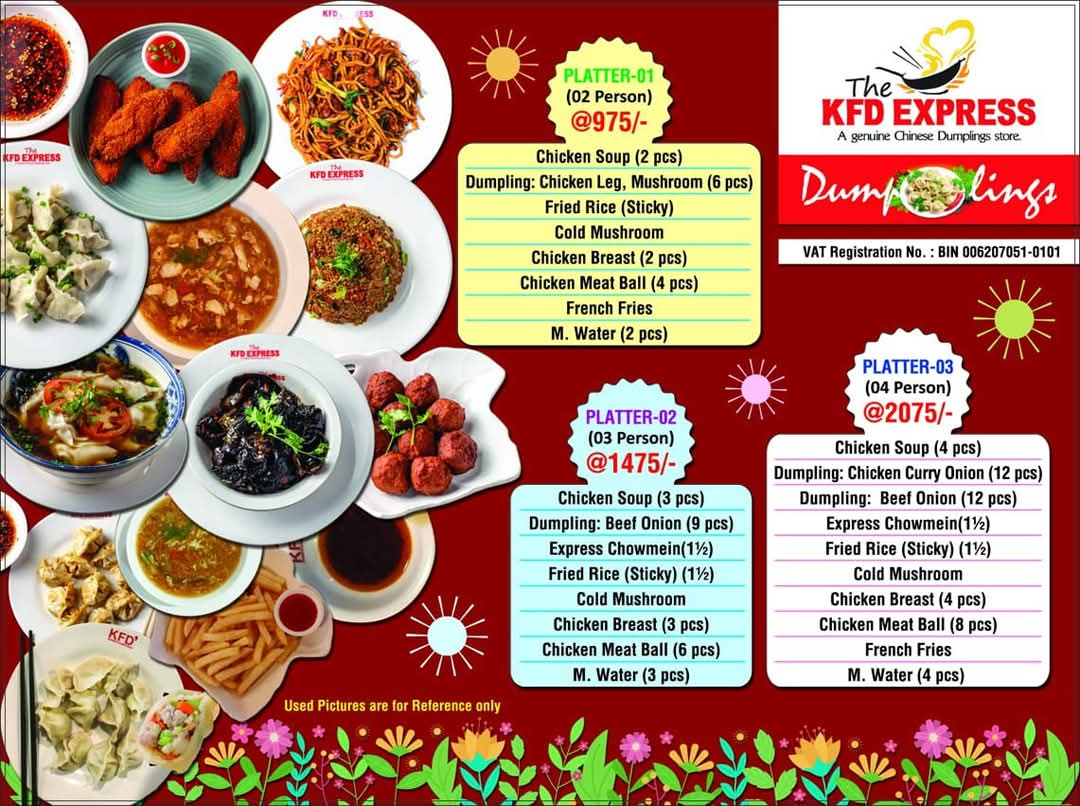 PLATTER-01
(02 Person)
@975/-
Chicken Soup (2 pcs)
Dumpling: Chicken Leg, Mushroom (6 pcs)
Fried Rice (Sticky)
Cold Mushroom
Chicken Breast (2 pcs)
Chicken Meat Ball (4 pcs)
French Fries
M. Water (2 pcs)
The
KFD EXPRESS
A genuine Chinese Dumplings store.
Dumplings
VAT Registration No. : BIN 006207051-0101
PLATTER-02
(03 Person)
@1475/-
Chicken Soup (3 pcs)
Dumpling: Beef Onion (9 pcs)
Express Chowmein(1½)
Fried Rice (Sticky) (1½)
Cold Mushroom
Chicken Breast (3 pcs)
Chicken Meat Ball (6 pcs)
M. Water (3 pcs)
PLATTER-03
(04 Person)
@2075/-
Chicken Soup (4 pcs)
Dumpling: Chicken Curry Onion (12 pcs)
Dumpling: Beef Onion (12 pcs)
Express Chowmein(1½)
Fried Rice (Sticky) (1½)
Cold Mushroom
Chicken Breast (4 pcs)
Chicken Meat Ball (8 pcs)
French Fries
M. Water (4 pcs)
The
KFD EXPRESS
The
KFD EXPRESS
The
KFD EXPRESS
KFD
Used Pictures are for Reference only